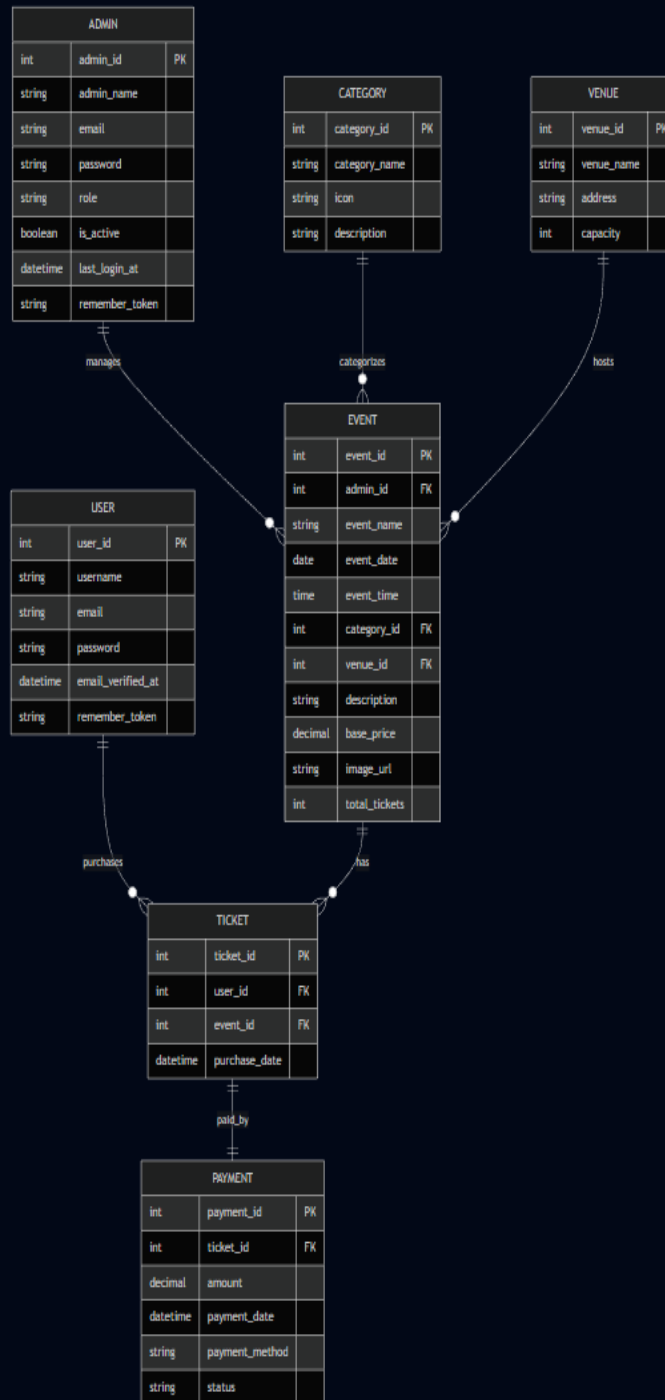 ADMIN
int admin_id PK
string admin_name
string email
string password
string role
boolean is_active
datetime last_login_at
string remember_token
CATEGORY
int category_id PK
string category_name
string icon
string description
VENUE
int venue_id PK
string venue_name
string address
int capacity
manages
categorizes
hosts
EVENT
int event_id PK
int admin_id FK
string event_name
date event_date
time event_time
int category_id FK
int venue_id FK
string description
decimal base_price
string image_url
int total_tickets
USER
int user_id PK
string username
string email
string password
datetime email_verified_at
string remember_token
purchases
has
TICKET
int ticket_id PK
int user_id FK
int event_id FK
datetime purchase_date
paid_by
PAYMENT
int payment_id PK
int ticket_id FK
decimal amount
datetime payment_date
string payment_method
string status